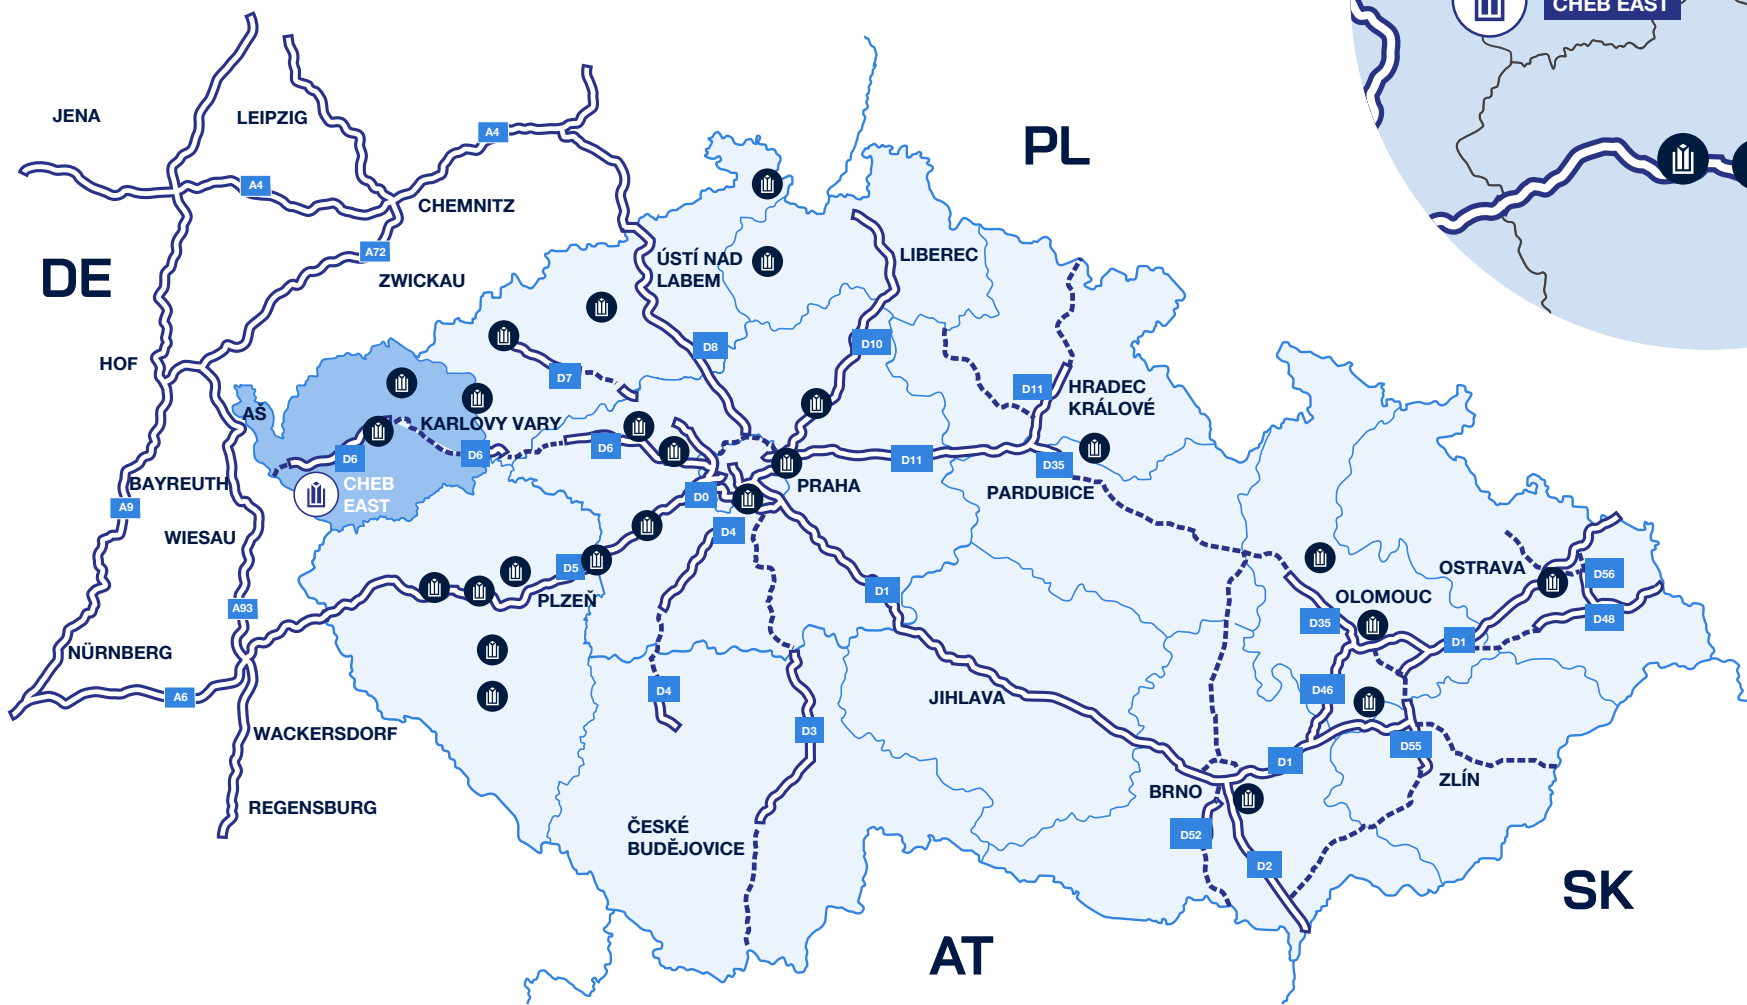 CHEB EAST
JENA
LEIPZIG
A4
PL
A4
CHEMNITZ
A72
DE
ZWICKAU
ÚSTÍ NAD
LABEM
LIBEREC
HOF
D8
D10
D7
D11
HRADEC
KRÁLOVÉ
AŠ
KARLOVY VARY
D6
D6
D6
D11
D35
BAYREUTH
CHEB
EAST
PRAHA
PARDUBICE
A9
D0
WIESAU
D4
D5
OSTRAVA
D56
PLZEŇ
D1
OLOMOUC
A93
D35
D48
D1
NÜRNBERG
A6
D4
JIHLAVA
D46
WACKERSDORF
D3
D55
D1
ZLÍN
BRNO
REGENSBURG
ČESKÉ
BUDĚJOVICE
D52
D2
SK
AT